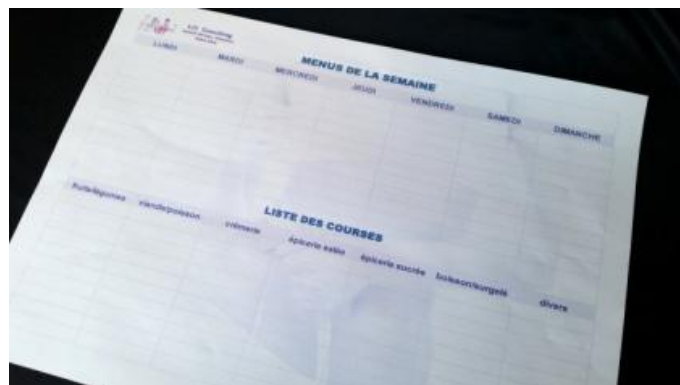 MENUS DE LA SEMAINE
LUNDI MARDI MERCREDI JEUDI VENDREDI SAMEDI DIMANCHE
LISTE DES COURSES
fruits/légumes viande/poisson crémerie épicerie salée épicerie sucrée boisson/surgelé divers